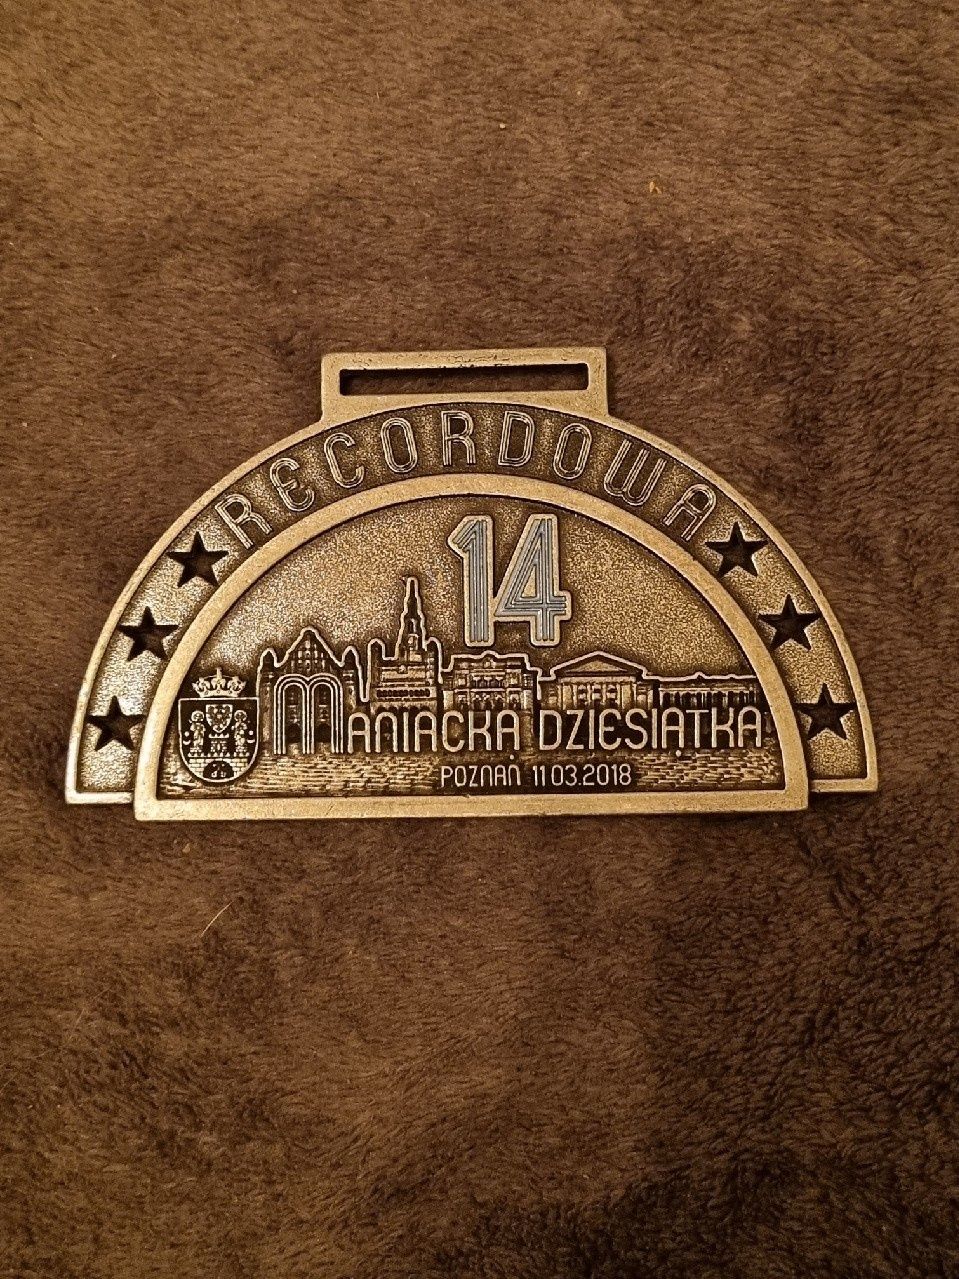 RECORDOWA
14
MANIACKA DZIESIĄTKA
POZNAŃ 11 03.2018